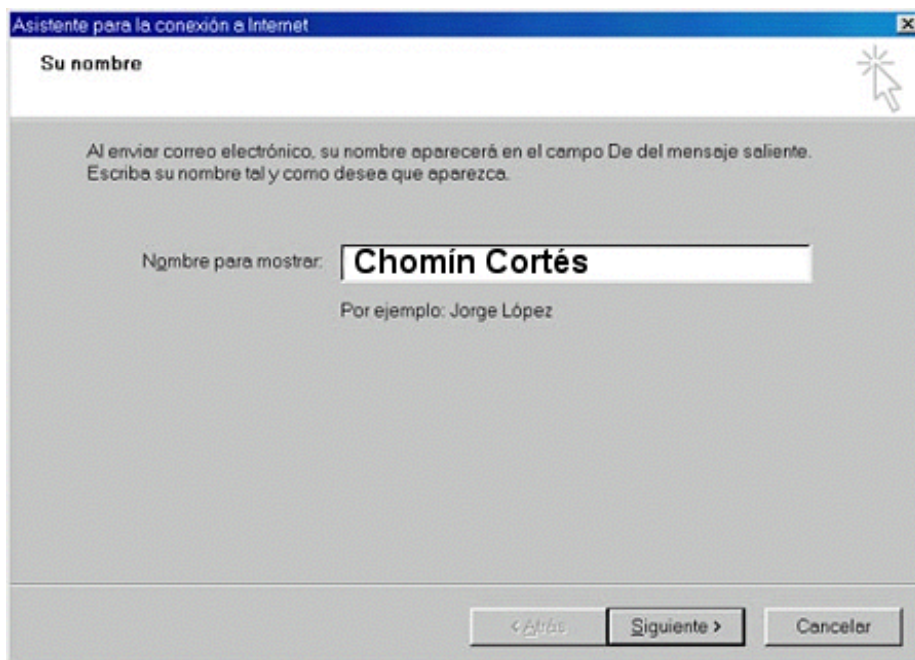 Asistente para la conexión a Internet
Su nombre
Al enviar correo electrónico, su nombre aparecerá en el campo De del mensaje saliente.
Escriba su nombre tal y como desea que aparezca.
Nombre para mostrar: Chomín Cortés
Por ejemplo: Jorge López
< Atrás Siguiente > Cancelar